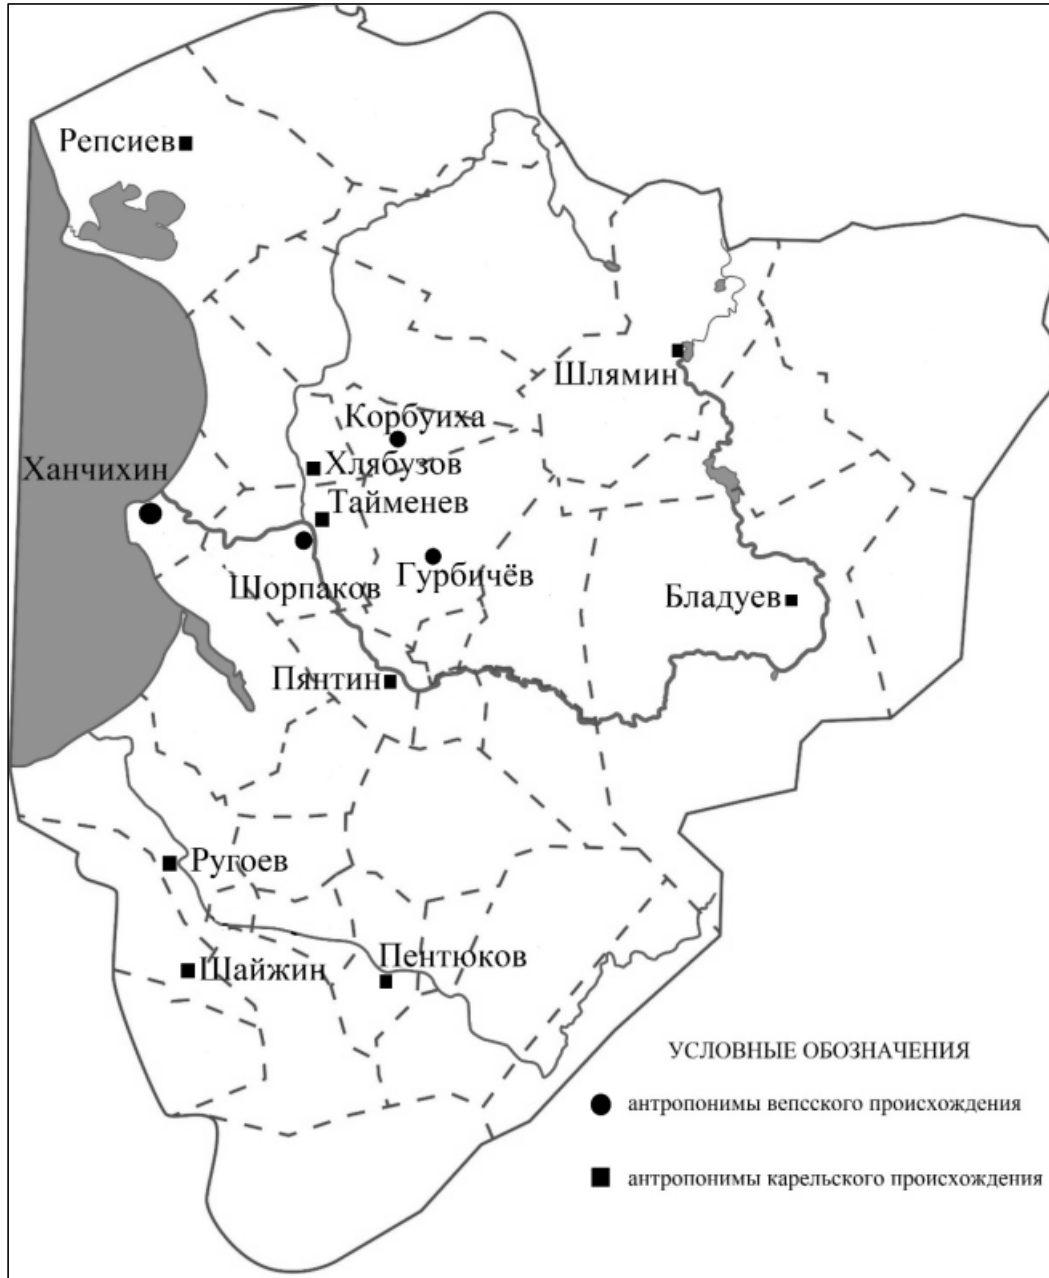 Репсиев
Шлямин
Корбуиха
Хлябузов
Ханчихин
Тайменев
Гурбичёв
Шорпаков
Бладуев
Пянтин
Ругоев
Пентюков
Шайжин
УСЛОВНЫЕ ОБОЗНАЧЕНИЯ
антропонимы вепсского происхождения
антропонимы карельского происхождения